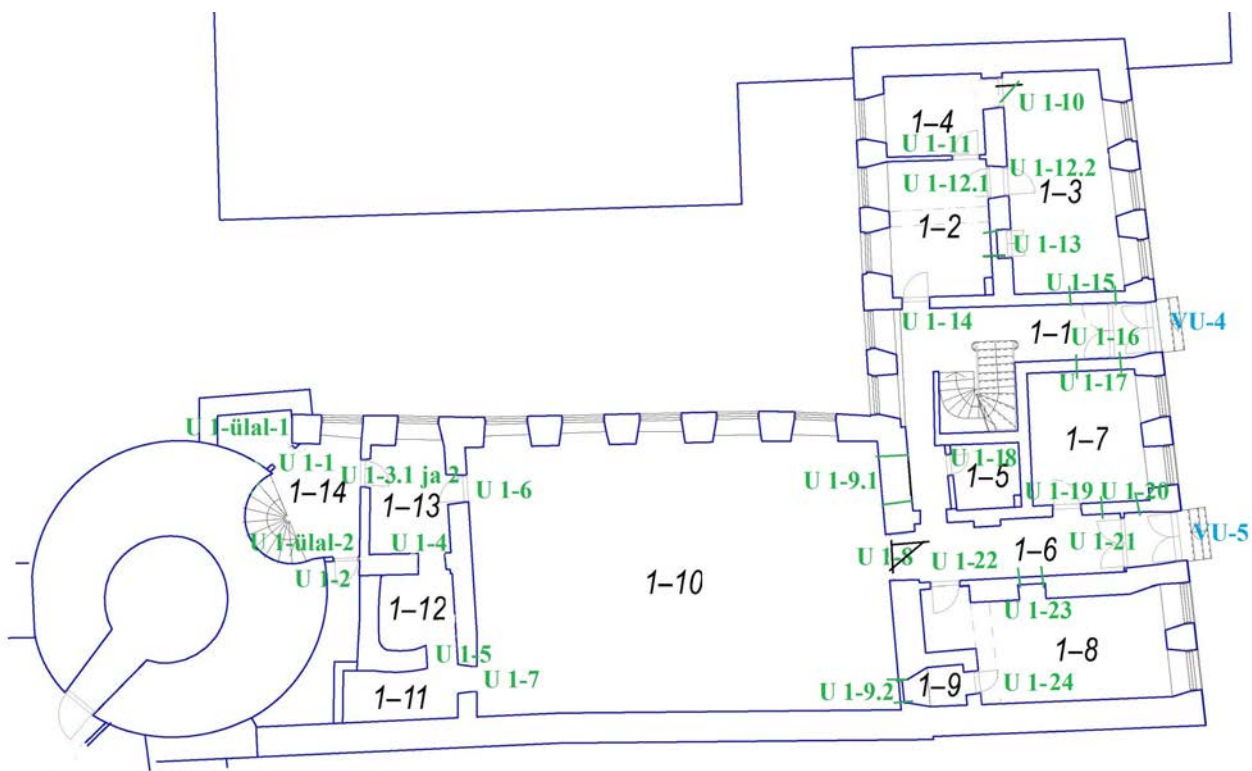 U 1-10
1–4
U 1-11
U 1-12.2
U 1-12.1
1–3
1–2
U 1-13
U 1-15
U 1-14
1–1
VU-4
U 1-16
U 1-17
U 1-ülal-1
1–7
U 1-1
U 1-3.1 ja 2
U 1-9.1
U 1-18
1–5
1–14
1–13
U 1-6
U 1-19
U 1-20
U 1-ülal-2
U 1-4
VU-5
U 1-21
U 1-2
U 1-8
U 1-22
1–6
1–10
1–12
U 1-23
U 1-5
1–8
U 1-7
U 1-9.2
1–9
U 1-24
1–11